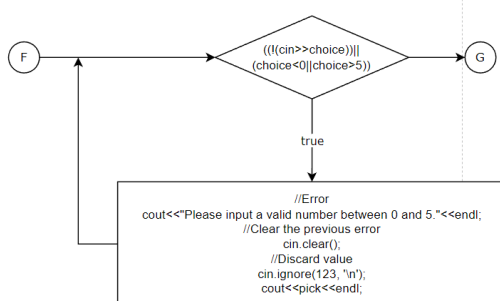 F
((!(cin>>choice))||
(choice<0||choice>5))
G
true
//Error
cout<<"Please input a valid number between 0 and 5."<<endl;
//Clear the previous error
cin.clear();
//Discard value
cin.ignore(123, '\n');
cout<<pick<<endl;